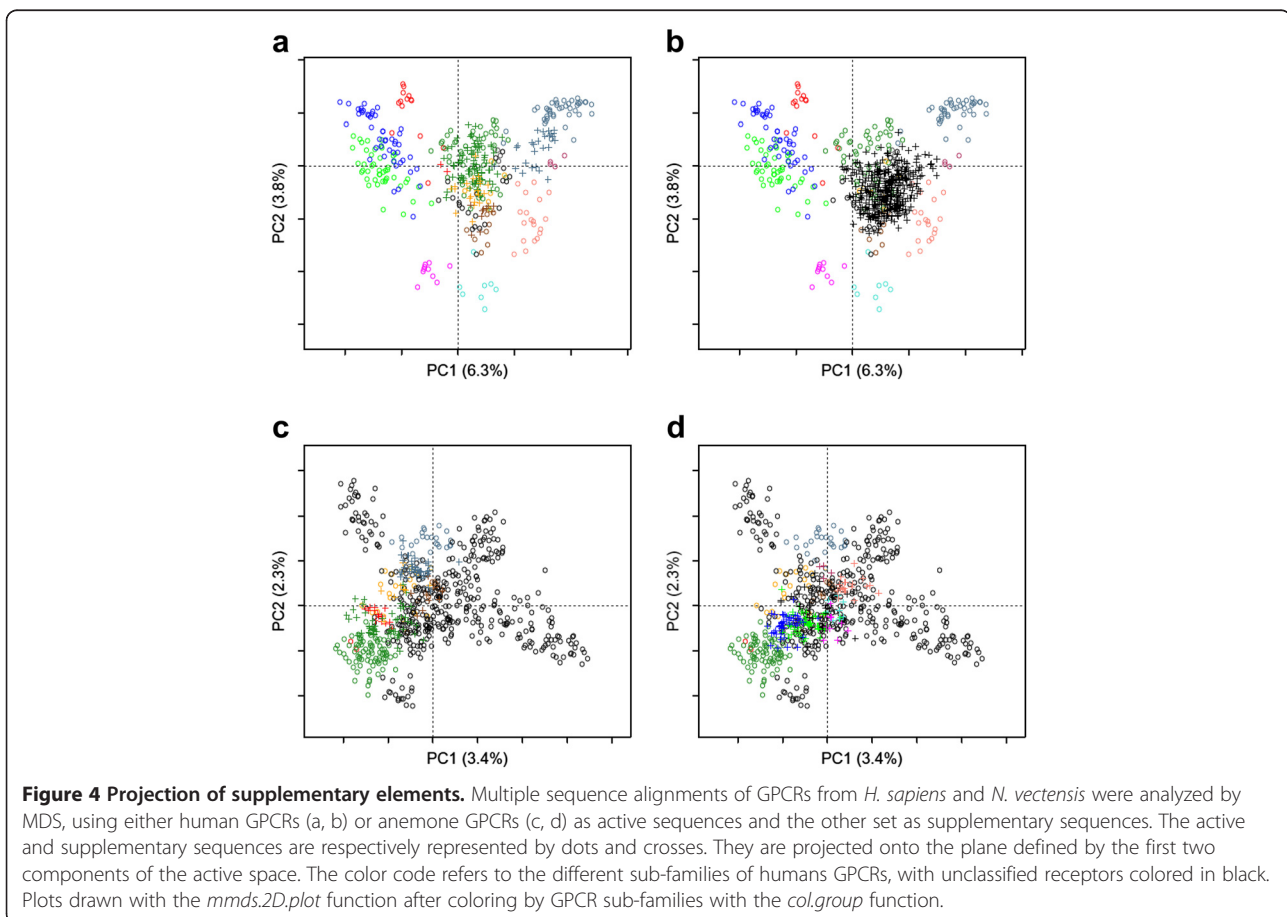 a
b
PC2 (3.8%)
PC2 (3.8%)
PC1 (6.3%)
PC1 (6.3%)
c
d
PC2 (2.3%)
PC2 (2.3%)
PC1 (3.4%)
PC1 (3.4%)
Figure 4 Projection of supplementary elements. Multiple sequence alignments of GPCRs from H. sapiens and N. vectensis were analyzed by
MDS, using either human GPCRs (a, b) or anemone GPCRs (c, d) as active sequences and the other set as supplementary sequences. The active
and supplementary sequences are respectively represented by dots and crosses. They are projected onto the plane defined by the first two
components of the active space. The color code refers to the different sub-families of humans GPCRs, with unclassified receptors colored in black.
Plots drawn with the mmds.2D.plot function after coloring by GPCR sub-families with the col.group function.